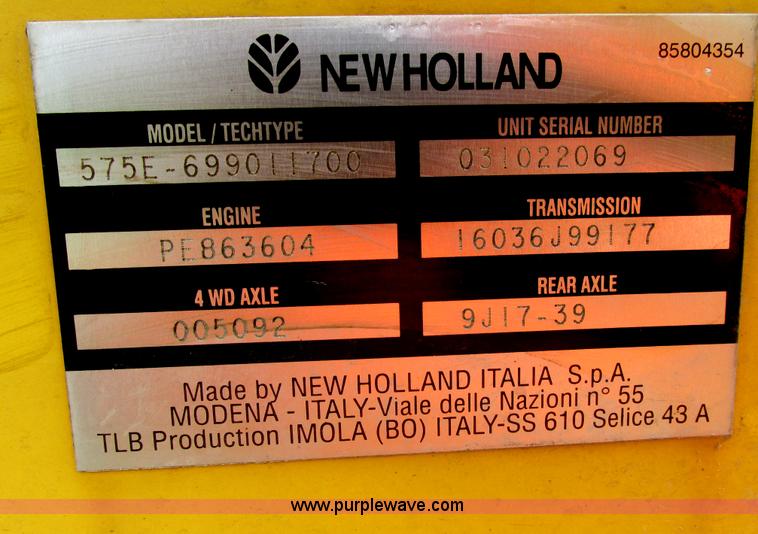 NEW HOLLAND 85804354
MODEL / TECHTYPE UNIT SERIAL NUMBER
575E-699011700 031022069
ENGINE TRANSMISSION
PE863604 16036J99177
4 WD AXLE REAR AXLE
005092 9J17-39
Made by NEW HOLLAND ITALIA S.p.A.
MODENA - ITALY-Viale delle Nazioni n° 55
TLB Production IMOLA (BO) ITALY-SS 610 Selice 43 A
www.purplewave.com